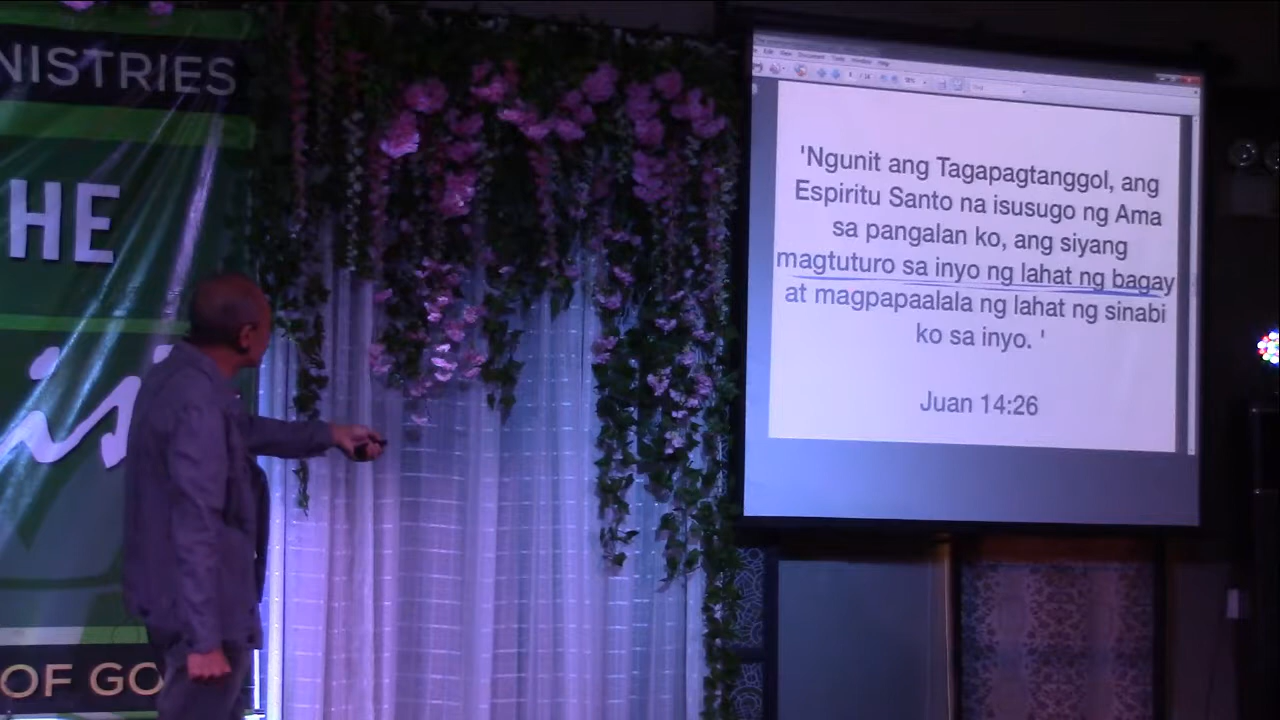 NISTRIES
HE
is
OF GO
'Ngunit ang Tagapagtanggol, ang
Espiritu Santo na isusugo ng Ama
sa pangalan ko, ang siyang
magtuturo sa inyo ng lahat ng bagay
at magpapaalala ng lahat ng sinabi
ko sa inyo. '
Juan 14:26